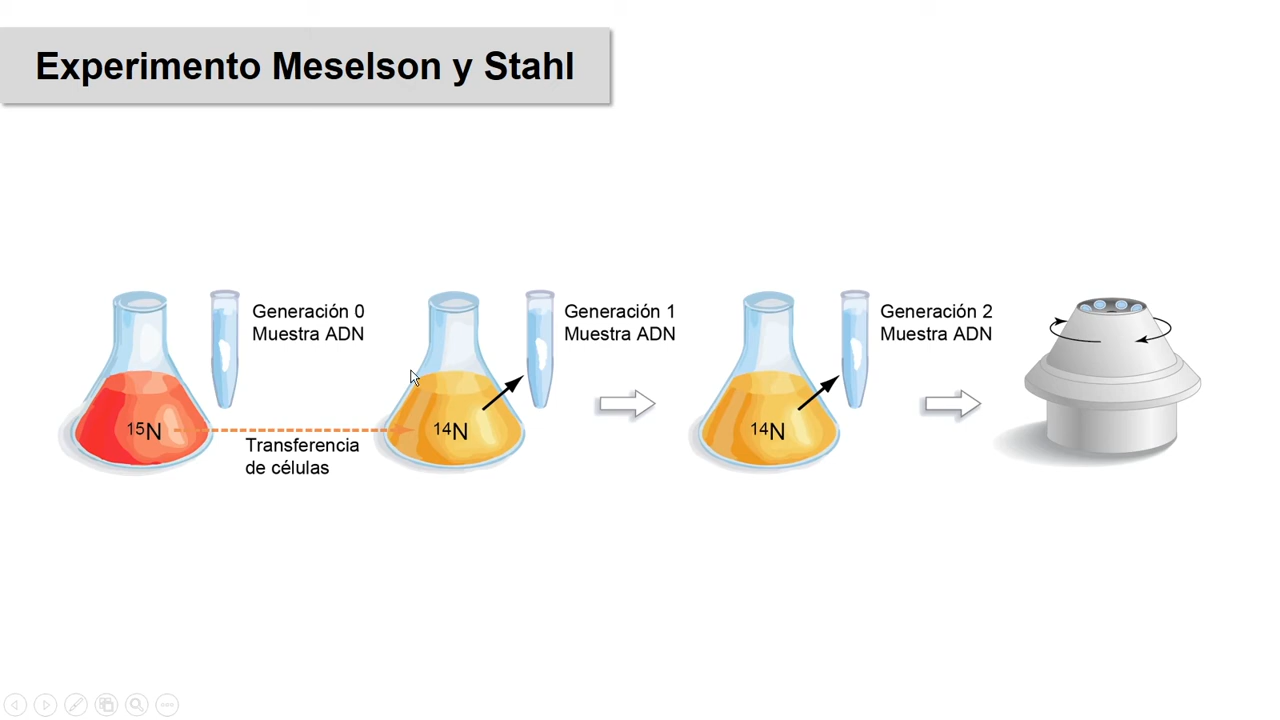 Experimento Meselson y Stahl
Generación 0
Muestra ADN
Generación 1
Muestra ADN
Generación 2
Muestra ADN
¹⁵N
¹⁴N
¹⁴N
Transferencia
de células